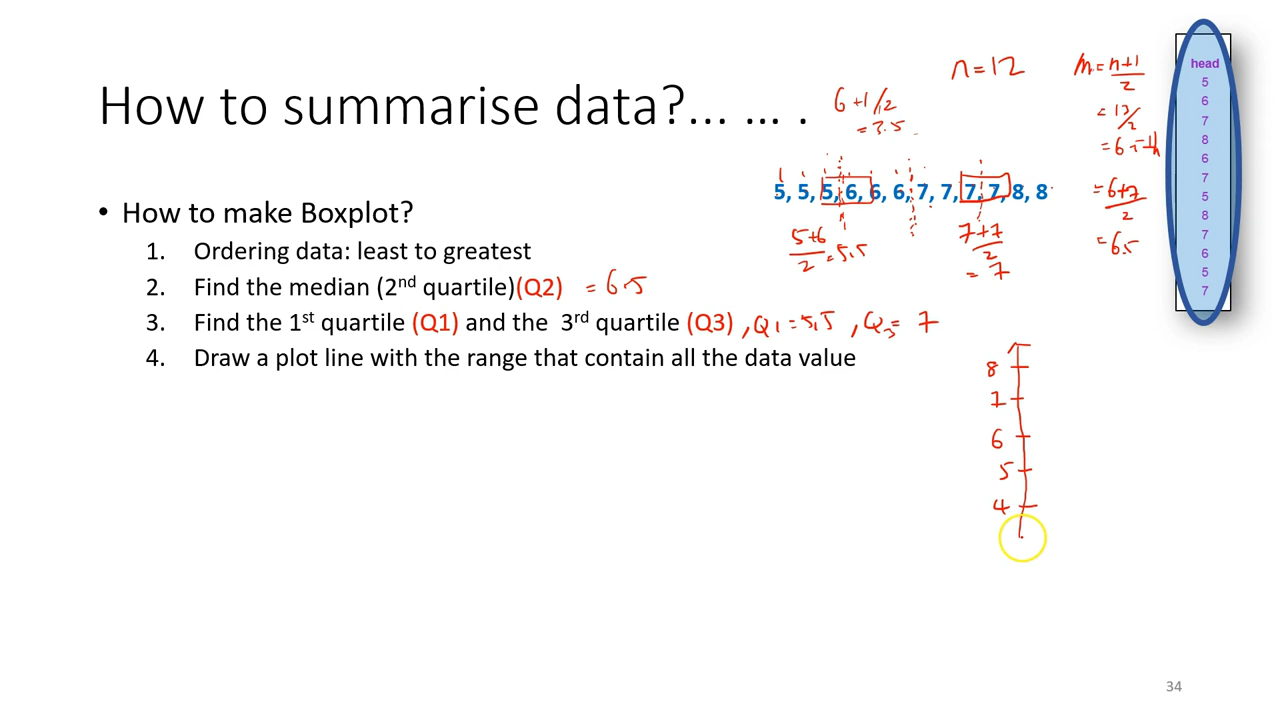 How to summarise data?... ... .
• How to make Boxplot?
1. Ordering data: least to greatest
2. Find the median (2nd quartile)(Q2) = 6.5
3. Find the 1st quartile (Q1) and the 3rd quartile (Q3) , Q1 = 5.5 , Q3 = 7
4. Draw a plot line with the range that contain all the data value
n = 12
6+1/2
= 3.5
5, 5, 5, 6, 6, 6, 7, 7, 7, 7, 8, 8
5+6
2 = 5.5
7+7
2
= 7
m = n+1
2
= 13/2
= 6.5th
= 6+7
2
= 6.5
head
5
6
7
8
6
7
5
8
7
6
5
7
8
7
6
5
4
34